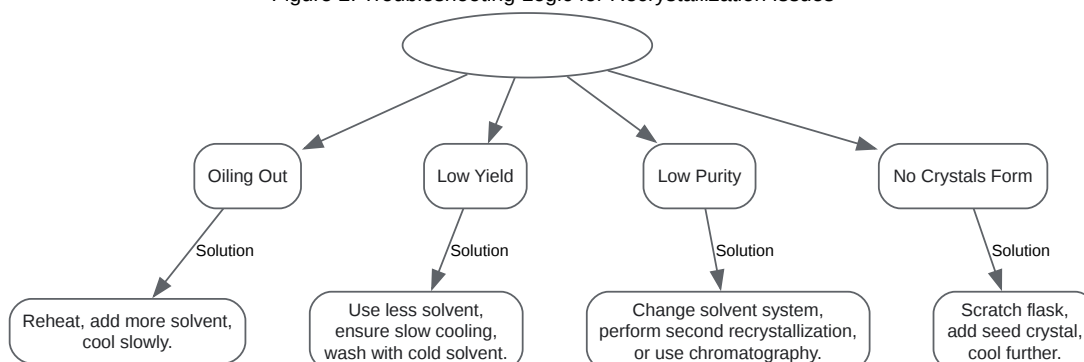 Figure 2. Troubleshooting Logic for Recrystallization Issues
Oiling Out
Low Yield
Low Purity
No Crystals Form
Solution
Solution
Solution
Solution
Reheat, add more solvent,
cool slowly.
Use less solvent,
ensure slow cooling,
wash with cold solvent.
Change solvent system,
perform second recrystallization,
or use chromatography.
Scratch flask,
add seed crystal,
cool further.